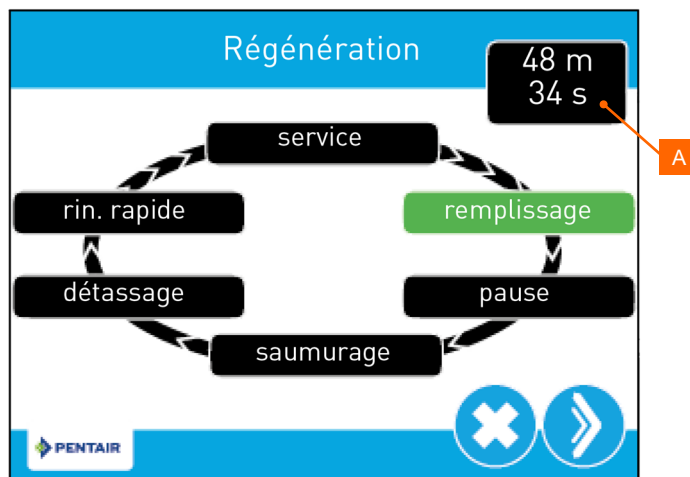 Régénération
48 m
34 s
A
service
rin. rapide
remplissage
détassage
pause
saumurage
PENTAIR